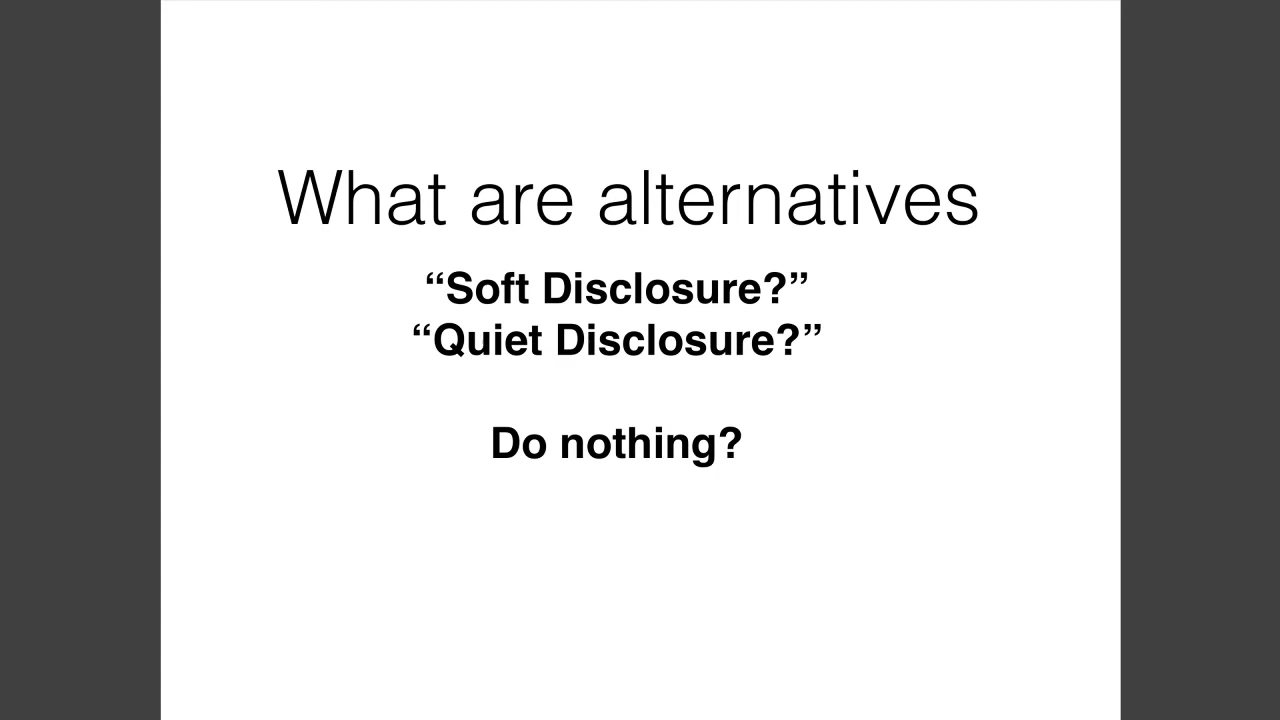 What are alternatives
“Soft Disclosure?”
“Quiet Disclosure?”
Do nothing?